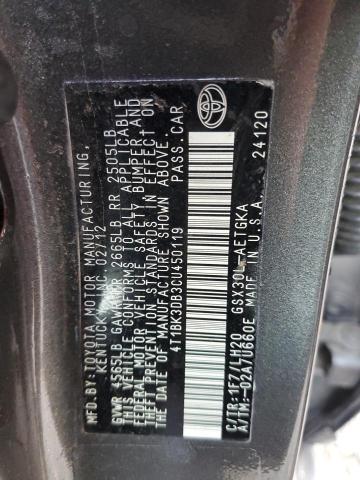 MFD.BY:TOYOTA MOTOR MANUFACTURING,
KENTUCKY, INC. 02/12
GVWR 4565LB GAWR FR 2665LB RR 2505LB
THIS VEHICLE CONFORMS TO ALL APPLICABLE
FEDERAL MOTOR VEHICLE SAFETY, BUMPER, AND
THEFT PREVENTION STANDARDS IN EFFECT ON
THE DATE OF MANUFACTURE SHOWN ABOVE.
4T1BK3DB3CU450119 PASS.CAR
C/TR:1F7/LH20 GSX30L-AETGKA
A/TM:-02A/U660E MADE IN U.S.A. 24120